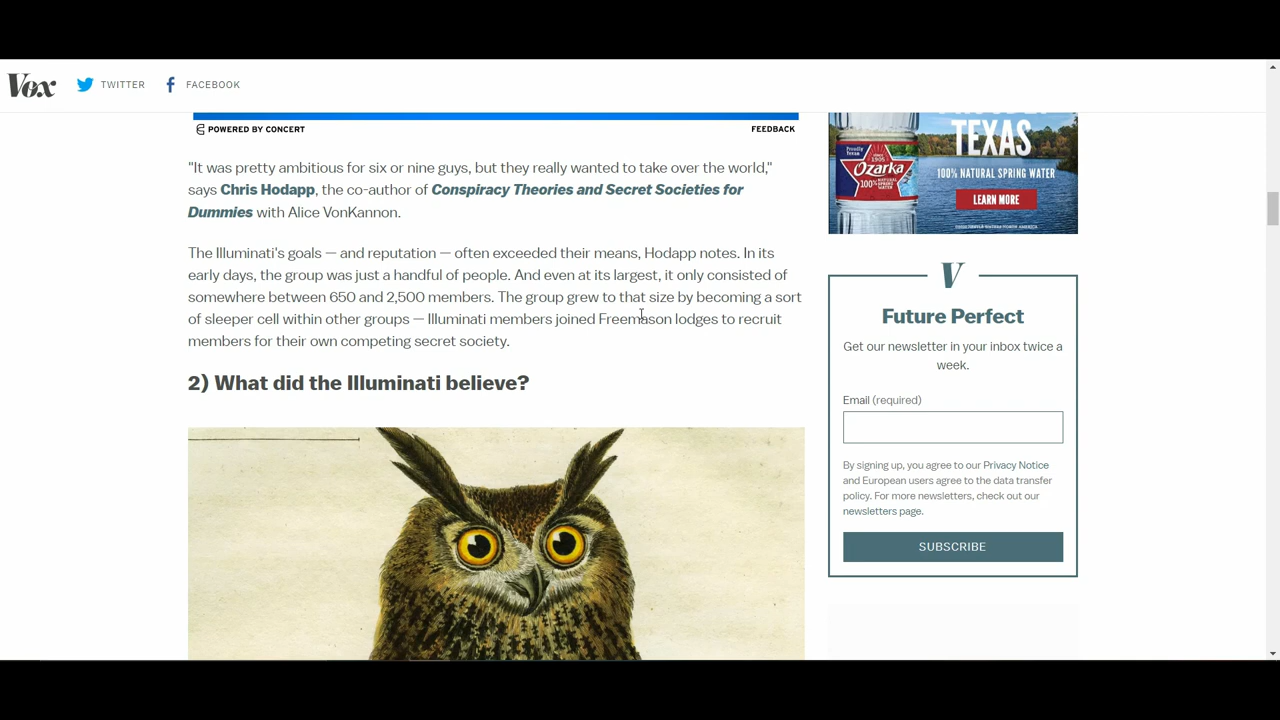 Vox TWITTER FACEBOOK
POWERED BY CONCERT FEEDBACK
"It was pretty ambitious for six or nine guys, but they really wanted to take over the world,"
says Chris Hodapp, the co-author of Conspiracy Theories and Secret Societies for
Dummies with Alice VonKannon.
The Illuminati's goals — and reputation — often exceeded their means, Hodapp notes. In its
early days, the group was just a handful of people. And even at its largest, it only consisted of
somewhere between 650 and 2,500 members. The group grew to that size by becoming a sort
of sleeper cell within other groups — Illuminati members joined Freemason lodges to recruit
members for their own competing secret society.
2) What did the Illuminati believe?
TEXAS
100% NATURAL SPRING WATER
LEARN MORE
Proudly
Texan
SINCE
1905
Ozarka
100% NATURAL
SPRING WATER
V
Future Perfect
Get our newsletter in your inbox twice a
week.
Email (required)
By signing up, you agree to our Privacy Notice
and European users agree to the data transfer
policy. For more newsletters, check out our
newsletters page.
SUBSCRIBE